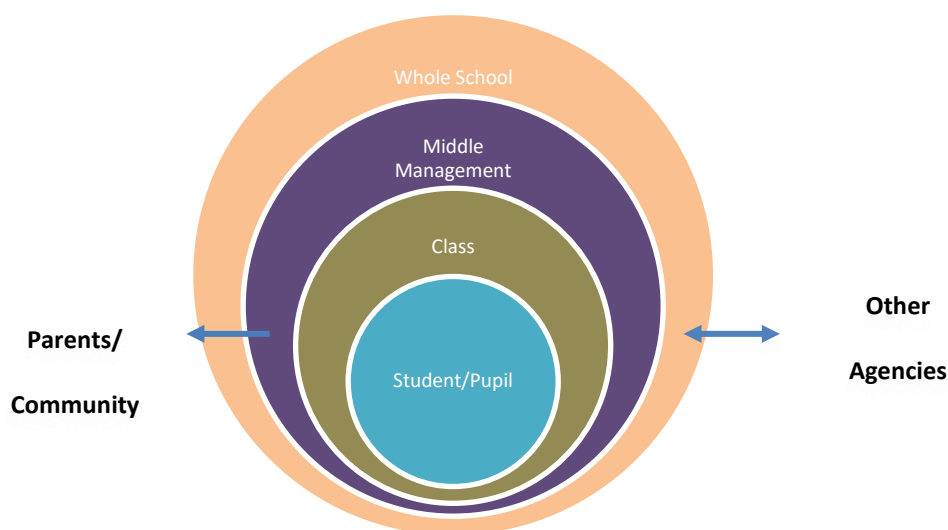 Whole School
Middle
Management
Class
Student/Pupil
Parents/
Community
Other
Agencies